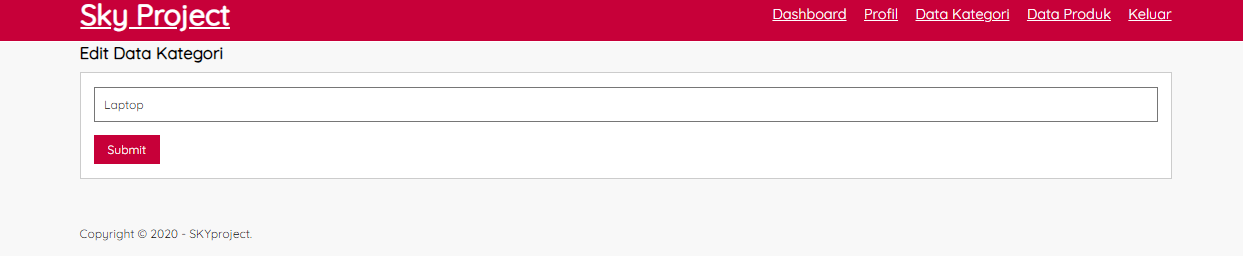 Sky Project
Dashboard Profil Data Kategori Data Produk Keluar
Edit Data Kategori
Laptop
Submit
Copyright © 2020 - SKYproject.